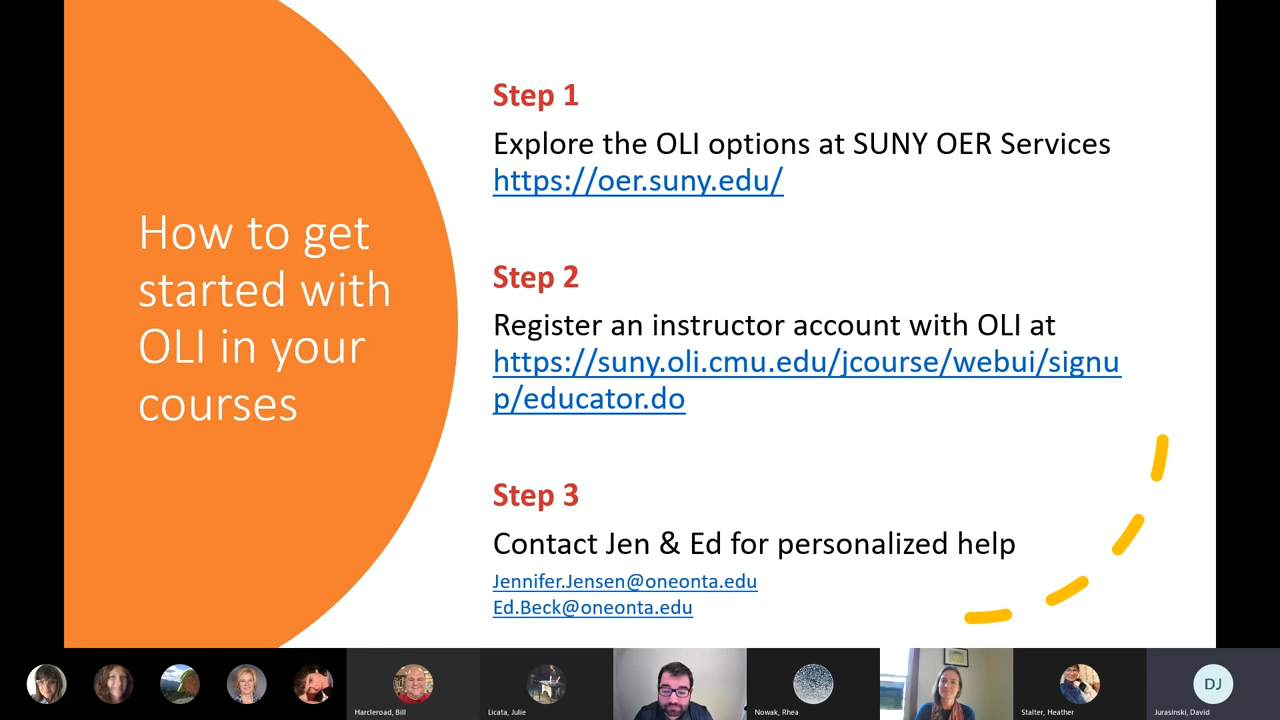 How to get
started with
OLI in your
courses
Step 1
Explore the OLI options at SUNY OER Services
https://oer.suny.edu/
Step 2
Register an instructor account with OLI at
https://suny.oli.cmu.edu/jcourse/webui/signu
p/educator.do
Step 3
Contact Jen & Ed for personalized help
Jennifer.Jensen@oneonta.edu
Ed.Beck@oneonta.edu
Harcleroad, Bill
Licata, Julie
Nowak, Rhea
Stalter, Heather
DJ
Jurasinski, David